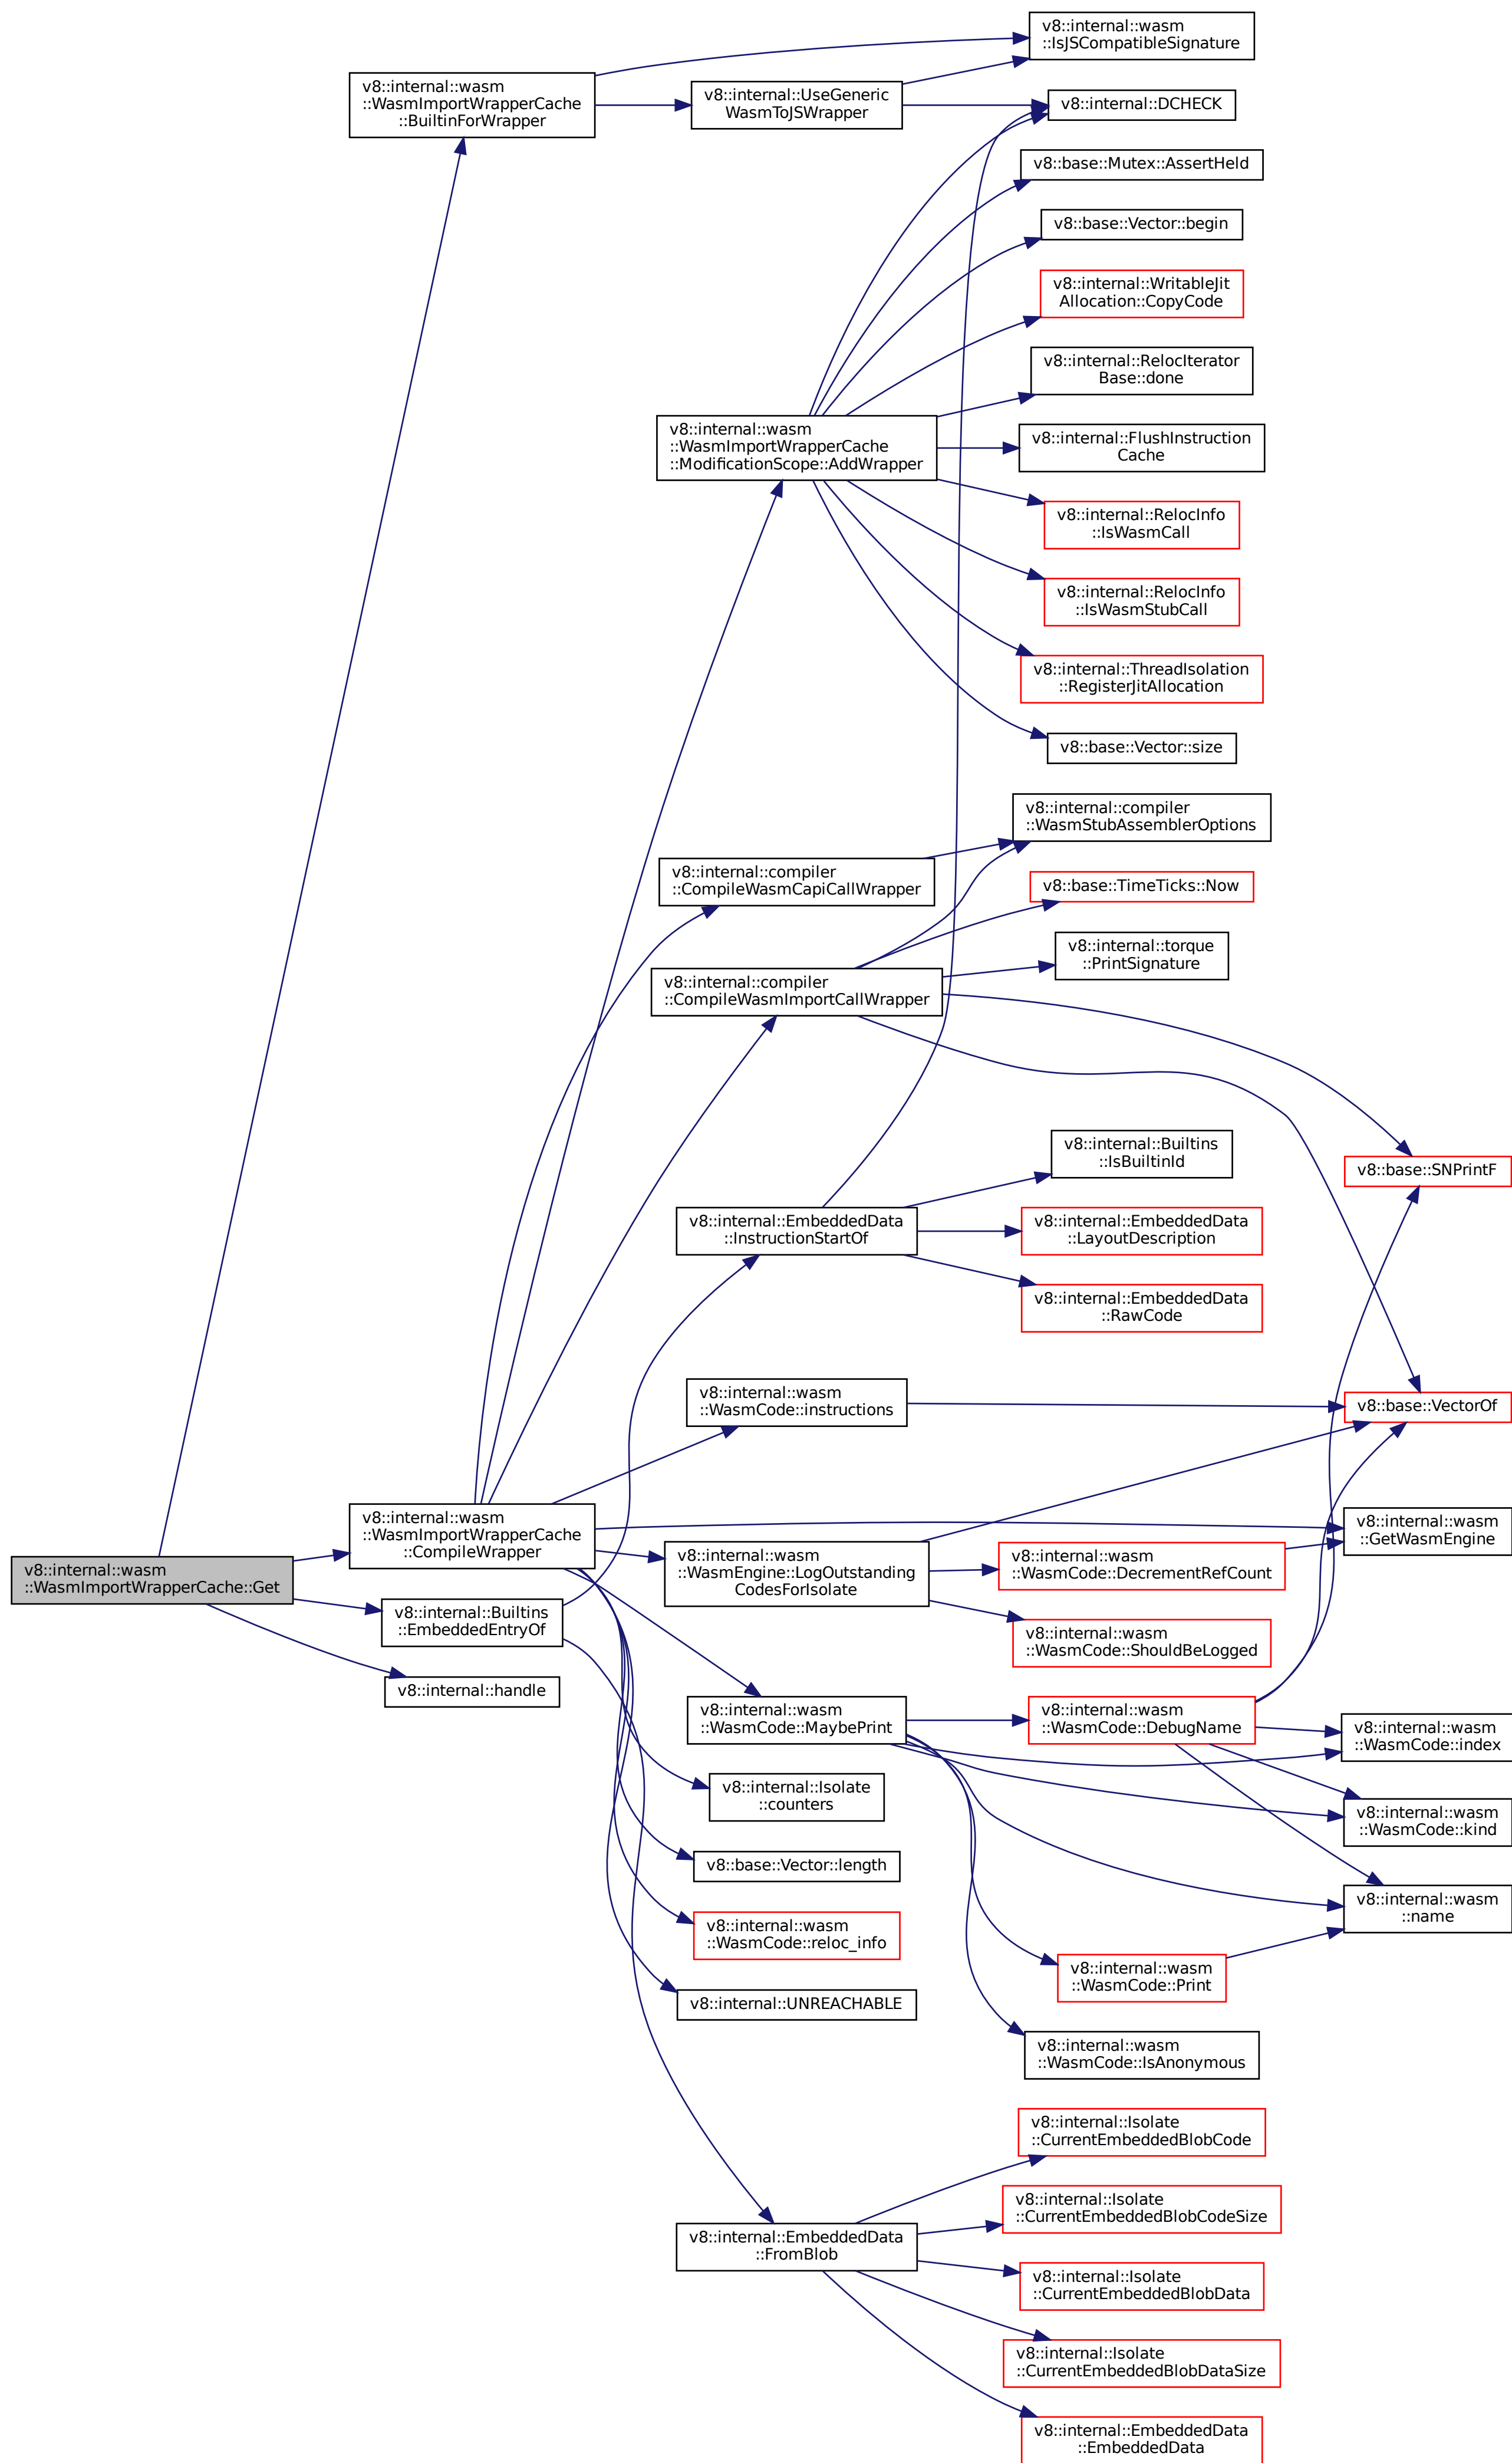 v8::internal::wasm
::WasmImportWrapperCache::Get
v8::internal::wasm
::WasmImportWrapperCache
::BuiltinForWrapper
v8::internal::wasm
::WasmImportWrapperCache
::CompileWrapper
v8::internal::Builtins
::EmbeddedEntryOf
v8::internal::handle
v8::internal::UseGeneric
WasmToJSWrapper
v8::internal::wasm
::WasmImportWrapperCache
::ModificationScope::AddWrapper
v8::internal::compiler
::CompileWasmCapiCallWrapper
v8::internal::compiler
::CompileWasmImportCallWrapper
v8::internal::EmbeddedData
::InstructionStartOf
v8::internal::wasm
::WasmCode::instructions
v8::internal::wasm
::WasmEngine::LogOutstanding
CodesForIsolate
v8::internal::wasm
::WasmCode::MaybePrint
v8::internal::Isolate
::counters
v8::base::Vector::length
v8::internal::wasm
::WasmCode::reloc_info
v8::internal::UNREACHABLE
v8::internal::EmbeddedData
::FromBlob
v8::internal::wasm
::IsJSCompatibleSignature
v8::internal::DCHECK
v8::base::Mutex::AssertHeld
v8::base::Vector::begin
v8::internal::WritableJit
Allocation::CopyCode
v8::internal::RelocIterator
Base::done
v8::internal::FlushInstruction
Cache
v8::internal::RelocInfo
::IsWasmCall
v8::internal::RelocInfo
::IsWasmStubCall
v8::internal::ThreadIsolation
::RegisterJitAllocation
v8::base::Vector::size
v8::internal::compiler
::WasmStubAssemblerOptions
v8::base::TimeTicks::Now
v8::internal::torque
::PrintSignature
v8::internal::Builtins
::IsBuiltinId
v8::internal::EmbeddedData
::LayoutDescription
v8::internal::EmbeddedData
::RawCode
v8::internal::wasm
::WasmCode::DecrementRefCount
v8::internal::wasm
::WasmCode::ShouldBeLogged
v8::internal::wasm
::WasmCode::DebugName
v8::internal::wasm
::WasmCode::Print
v8::internal::wasm
::WasmCode::IsAnonymous
v8::internal::Isolate
::CurrentEmbeddedBlobCode
v8::internal::Isolate
::CurrentEmbeddedBlobCodeSize
v8::internal::Isolate
::CurrentEmbeddedBlobData
v8::internal::Isolate
::CurrentEmbeddedBlobDataSize
v8::internal::EmbeddedData
::EmbeddedData
v8::base::SNPrintF
v8::base::VectorOf
v8::internal::wasm
::GetWasmEngine
v8::internal::wasm
::WasmCode::index
v8::internal::wasm
::WasmCode::kind
v8::internal::wasm
::name